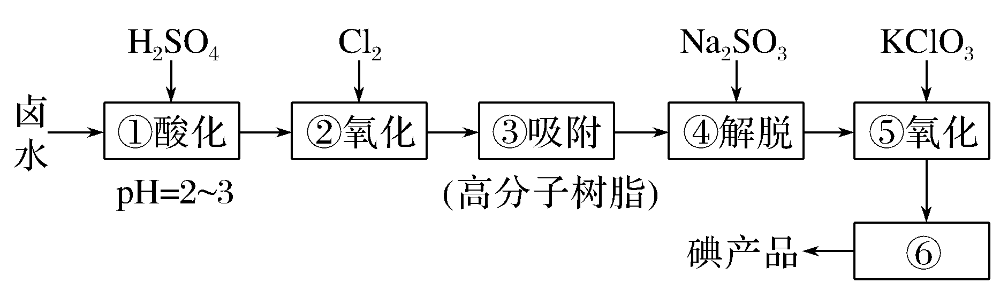 H₂SO₄
Cl₂
Na₂SO₃
KClO₃
卤水
①酸化
②氧化
③吸附
④解脱
⑤氧化
pH=2~3
(高分子树脂)
碘产品
⑥